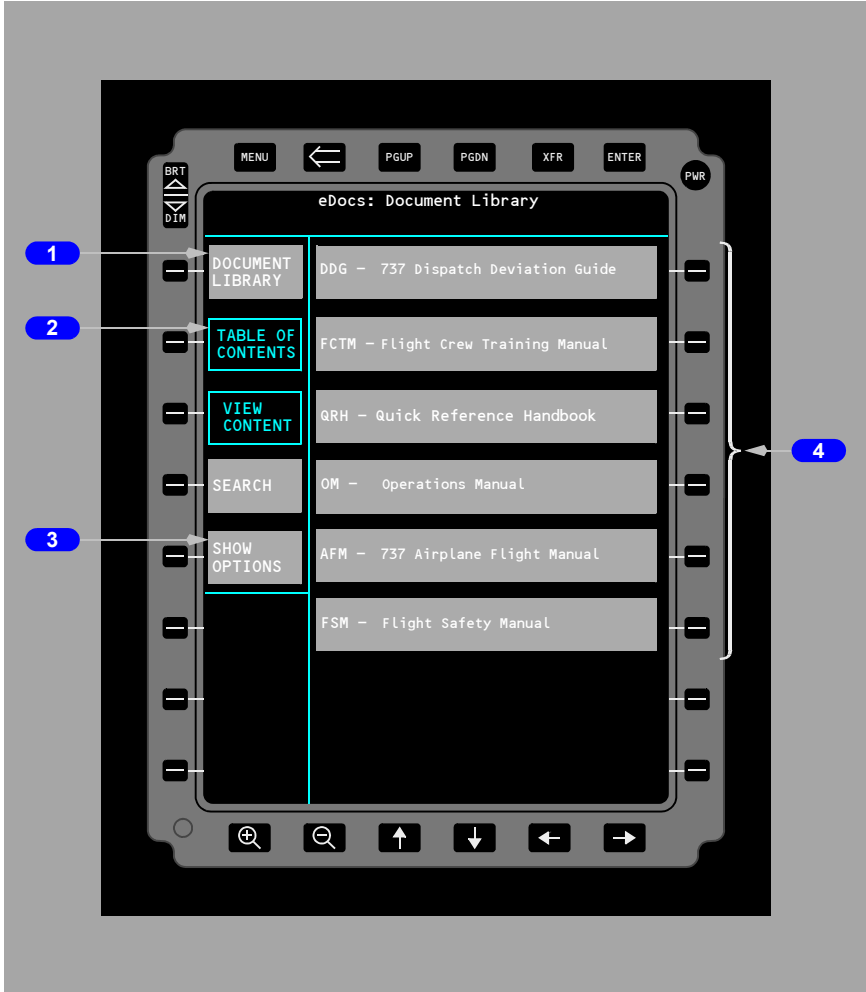 MENU
PGUP
PGDN
XFR
ENTER
BRT
DIM
PWR
eDocs: Document Library
1
DOCUMENT
LIBRARY
DDG – 737 Dispatch Deviation Guide
2
TABLE OF
CONTENTS
FCTM – Flight Crew Training Manual
VIEW
CONTENT
QRH – Quick Reference Handbook
4
SEARCH
OM – Operations Manual
3
SHOW
OPTIONS
AFM – 737 Airplane Flight Manual
FSM – Flight Safety Manual